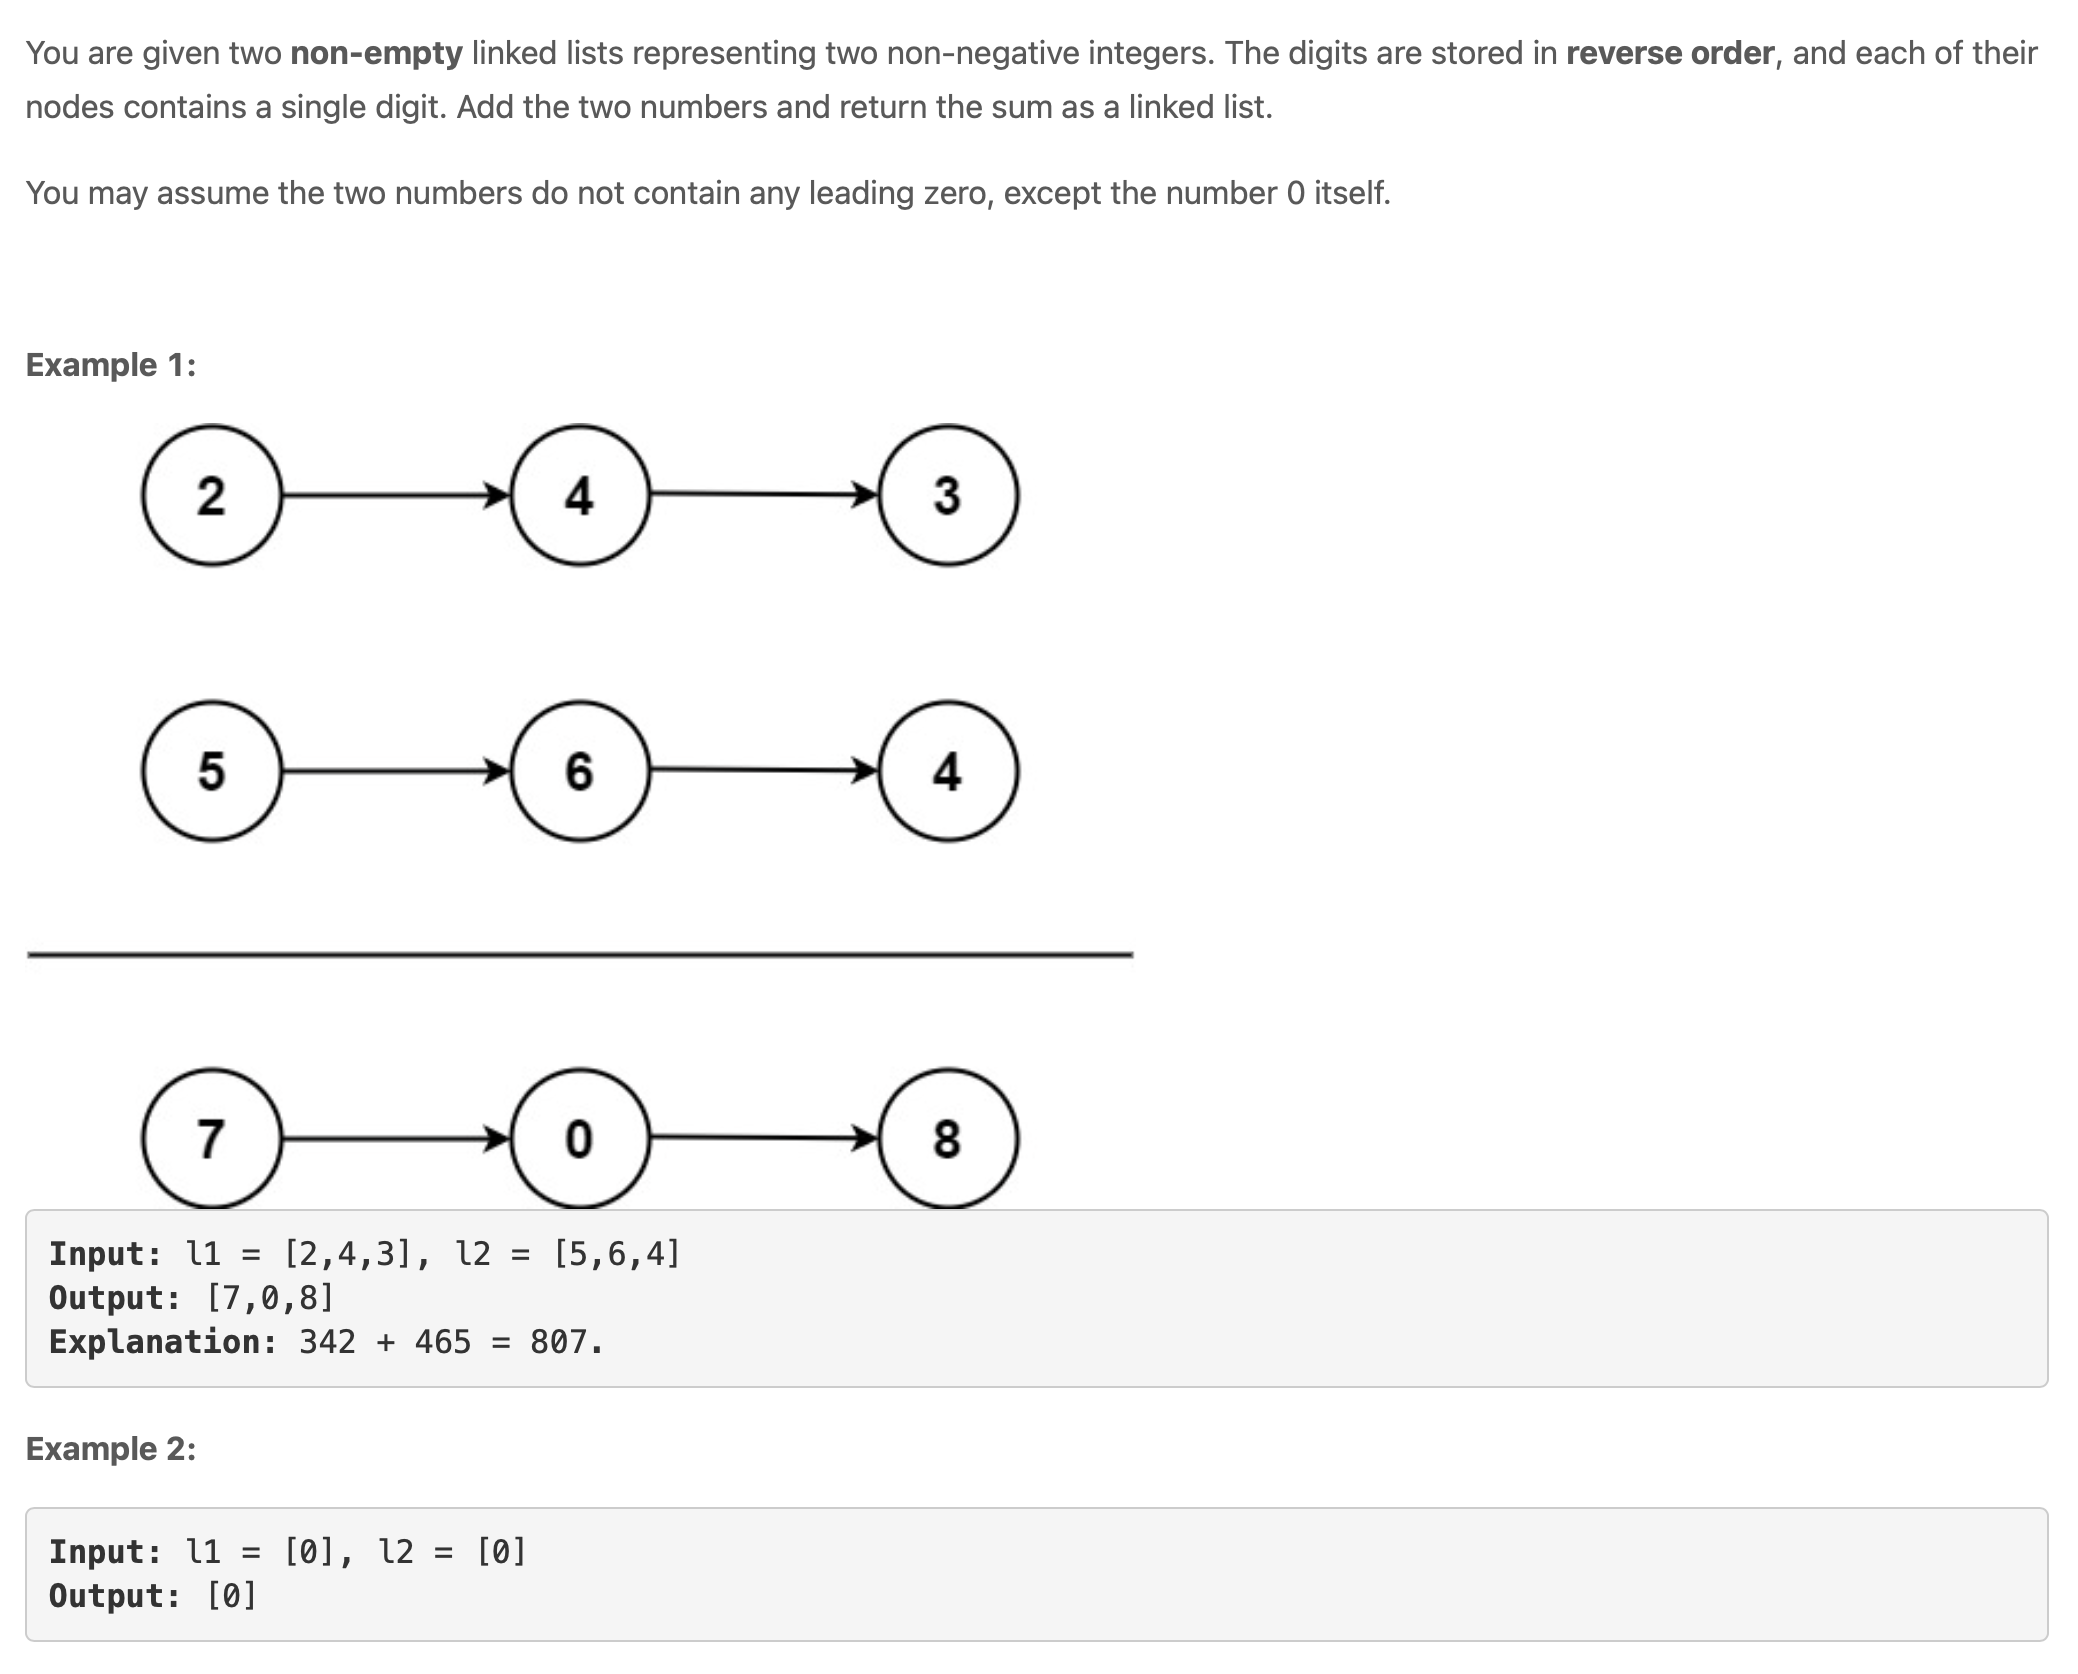 You are given two non-empty linked lists representing two non-negative integers. The digits are stored in reverse order, and each of their
nodes contains a single digit. Add the two numbers and return the sum as a linked list.
You may assume the two numbers do not contain any leading zero, except the number 0 itself.
Example 1:
2 4 3
5 6 4
7 0 8
Input: l1 = [2,4,3], l2 = [5,6,4]
Output: [7,0,8]
Explanation: 342 + 465 = 807.
Example 2:
Input: l1 = [0], l2 = [0]
Output: [0]